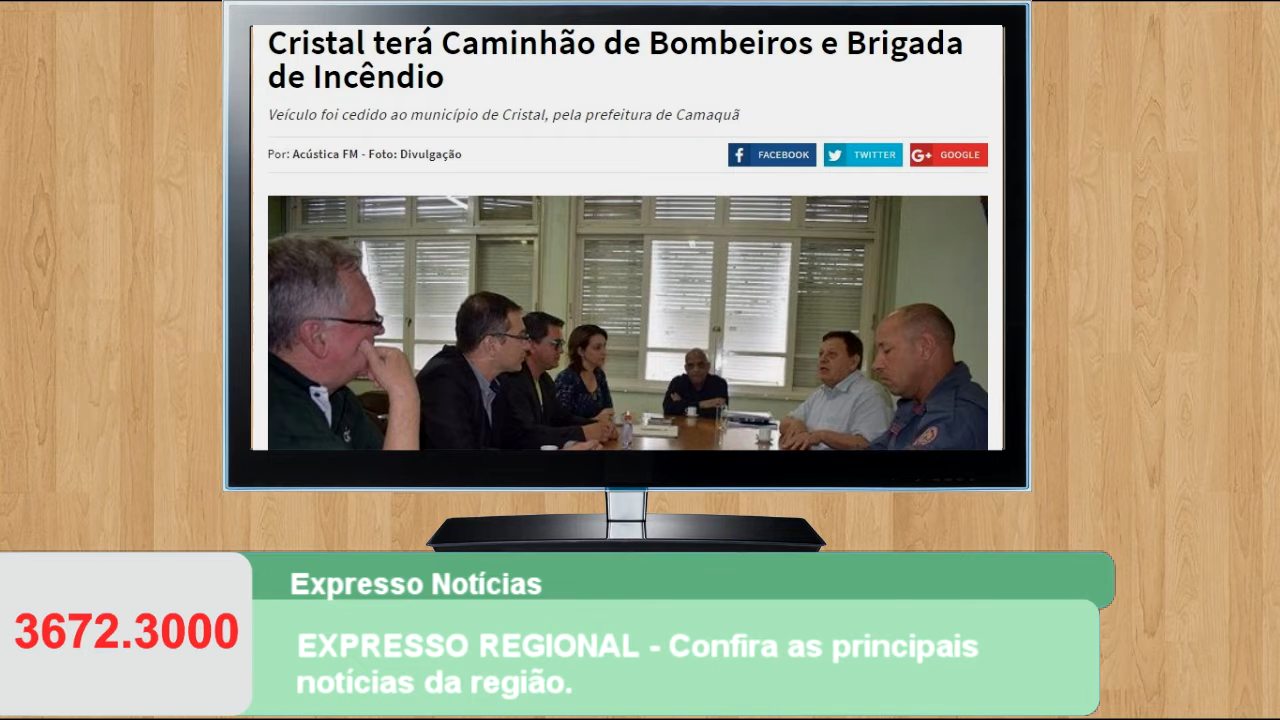 Cristal terá Caminhão de Bombeiros e Brigada
de Incêndio
Veículo foi cedido ao município de Cristal, pela prefeitura de Camaquã
Por: Acústica FM - Foto: Divulgação
FACEBOOK
TWITTER
GOOGLE
Expresso Notícias
3672.3000
EXPRESSO REGIONAL - Confira as principais
notícias da região.